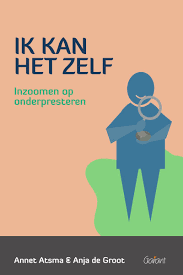 IK KAN
HET ZELF
Inzoomen op
onderpresteren
Annet Atsma & Anja de Groot
Garant